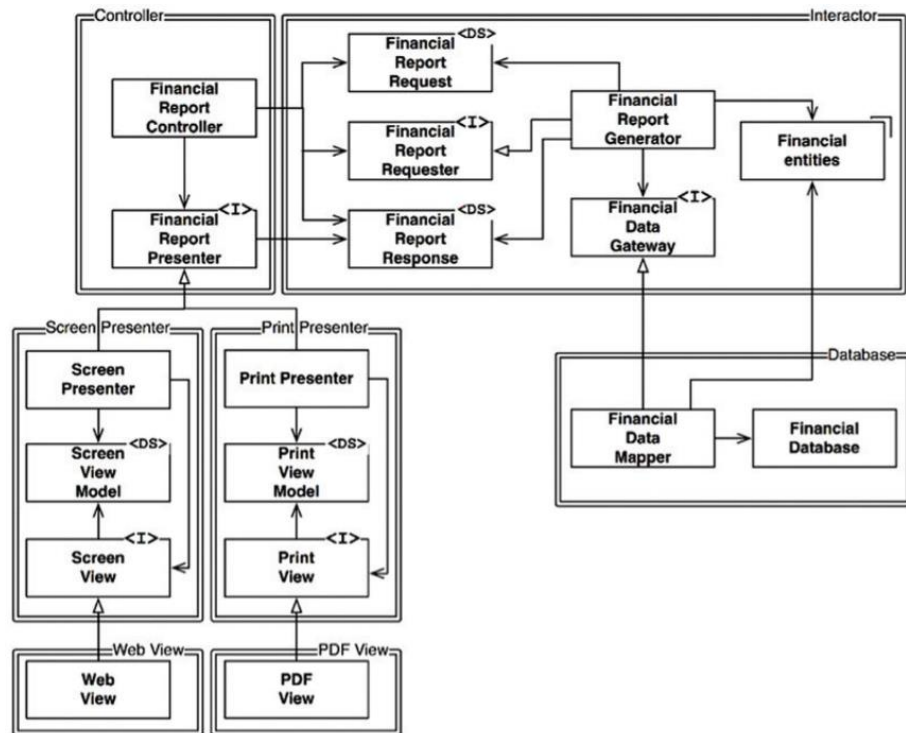 Controller
Interactor
<DS>
Financial
Report
Request
Financial
Report
Controller
Financial
Report
Generator
<I>
Financial
Report
Requester
Financial
entities
<I>
Financial
Report
Presenter
<DS>
Financial
Report
Response
<I>
Financial
Data
Gateway
Screen Presenter
Print Presenter
Database
Screen
Presenter
Print Presenter
<DS>
Screen
View
Model
<DS>
Print
View
Model
Financial
Data
Mapper
Financial
Database
<I>
Screen
View
<I>
Print
View
Web View
PDF View
Web
View
PDF
View